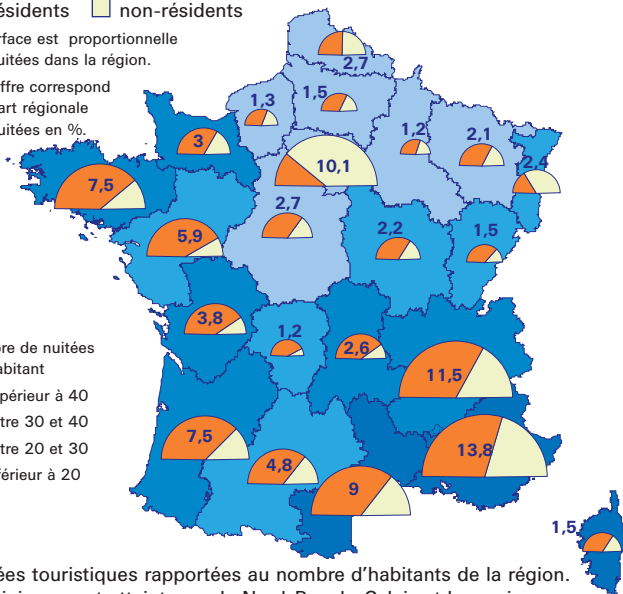 résidents non-résidents
rface est proportionnelle
uitées dans la région.
iffre correspond
art régionale
uitées en %.
2,7
1,3
1,5
1,2
2,1
2,4
3
10,1
7,5
2,7
5,9
2,2
1,5
3,8
1,2
2,6
11,5
7,5
4,8
9
13,8
1,5
re de nuitées
abitant
périeur à 40
tre 30 et 40
tre 20 et 30
férieur à 20
ées touristiques rapportées au nombre d'habitants de la région.